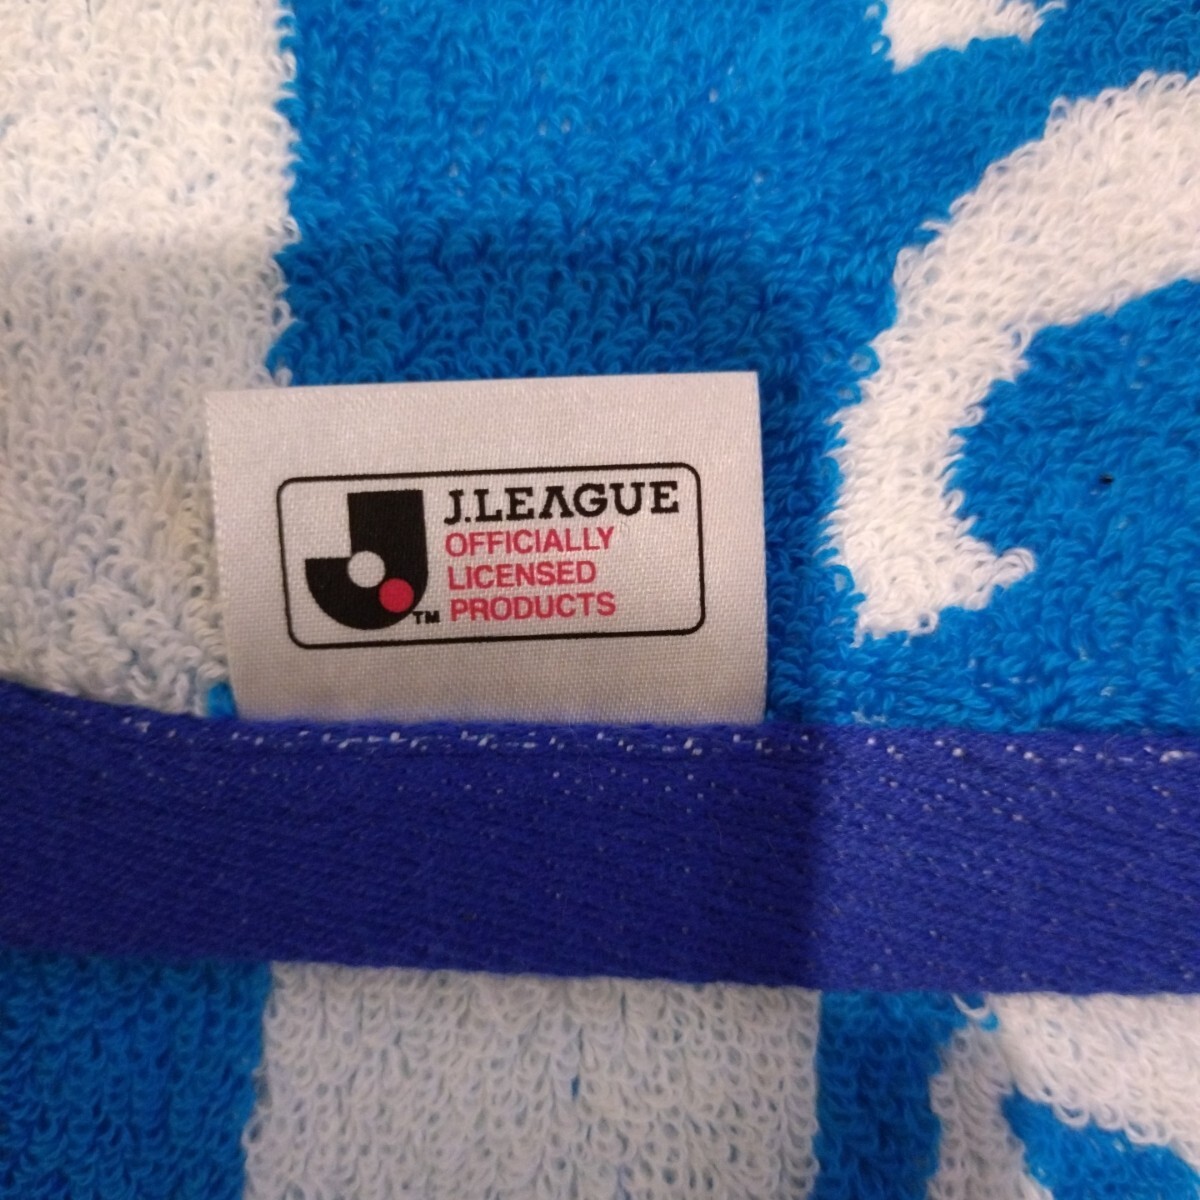 J.LEAGUE
OFFICIALLY
LICENSED
PRODUCTS
TM